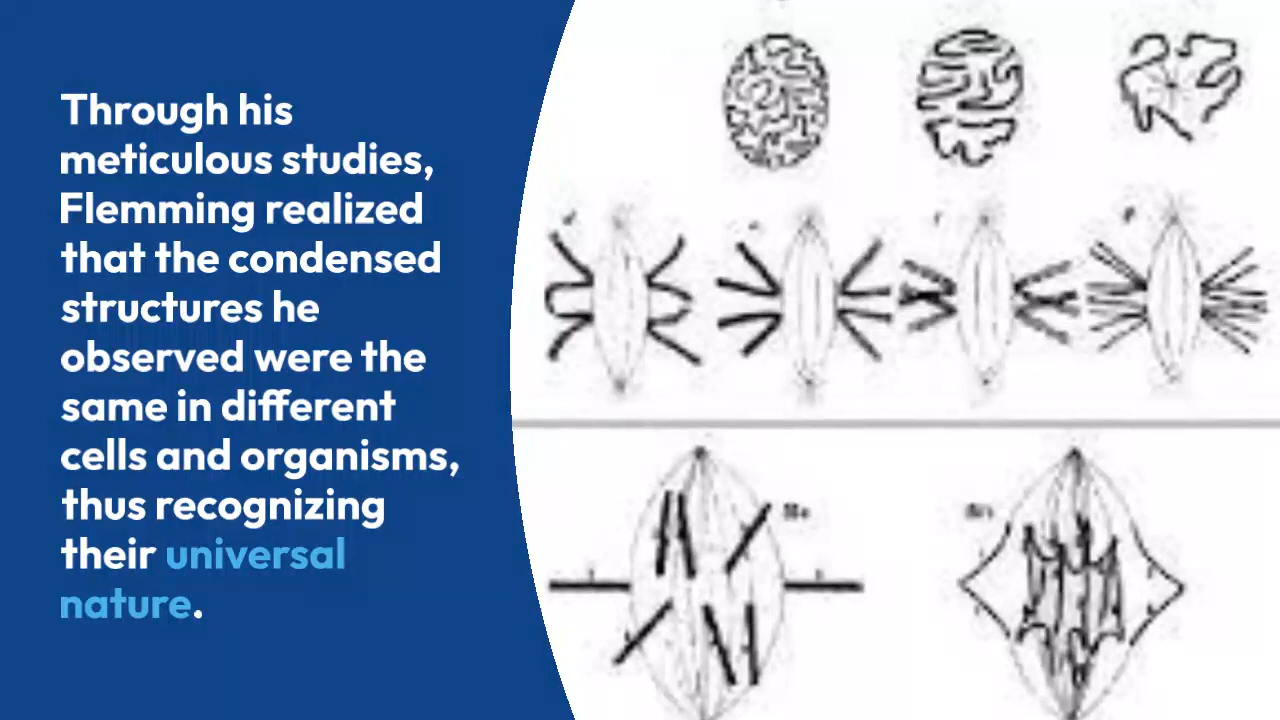 Through his
meticulous studies,
Flemming realized
that the condensed
structures he
observed were the
same in different
cells and organisms,
thus recognizing
their universal
nature.